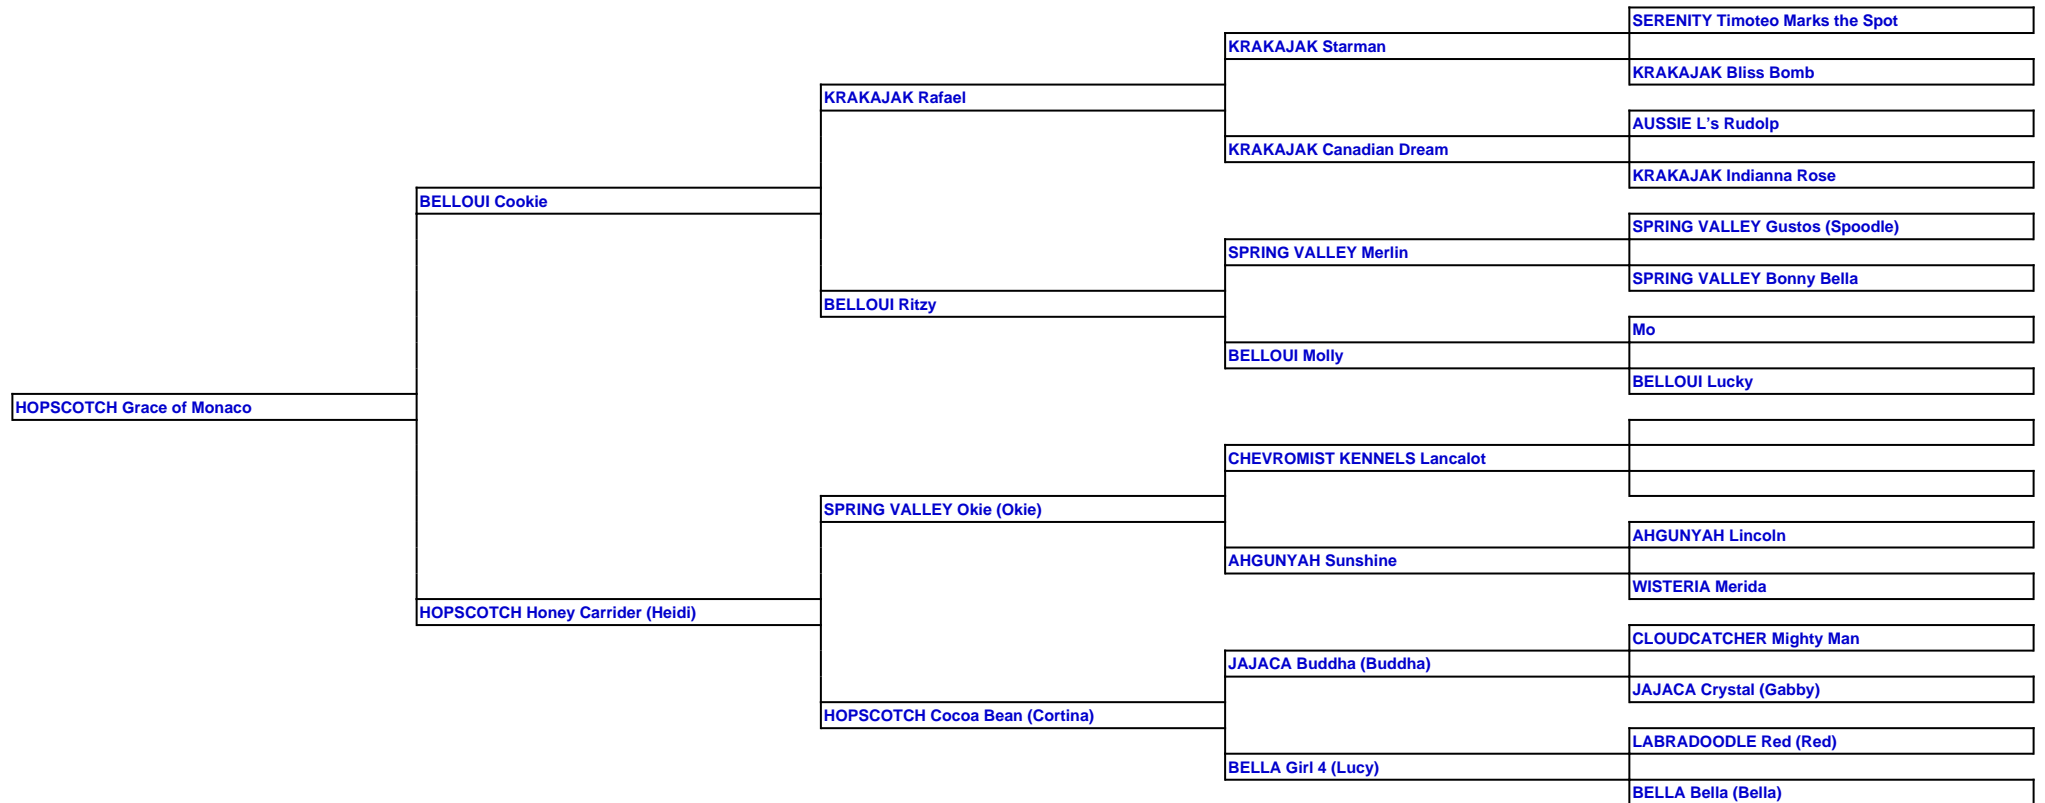 SERENITY Timoteo Marks the Spot
KRAKAJAK Starman
KRAKAJAK Bliss Bomb
KRAKAJAK Rafael
AUSSIE L’s Rudolp
KRAKAJAK Canadian Dream
KRAKAJAK Indianna Rose
BELLOUI Cookie
SPRING VALLEY Gustos (Spoodle)
SPRING VALLEY Merlin
SPRING VALLEY Bonny Bella
BELLOUI Ritzy
Mo
BELLOUI Molly
BELLOUI Lucky
HOPSCOTCH Grace of Monaco
CHEVROMIST KENNELS Lancalot
SPRING VALLEY Okie (Okie)
AHGUNYAH Lincoln
AHGUNYAH Sunshine
WISTERIA Merida
HOPSCOTCH Honey Carrider (Heidi)
CLOUDCATCHER Mighty Man
JAJACA Buddha (Buddha)
JAJACA Crystal (Gabby)
HOPSCOTCH Cocoa Bean (Cortina)
LABRADOODLE Red (Red)
BELLA Girl 4 (Lucy)
BELLA Bella (Bella)